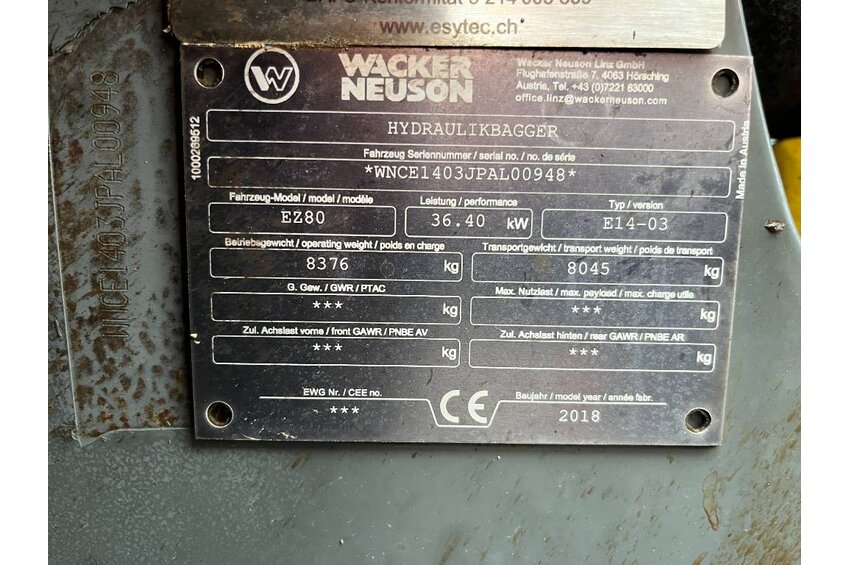 www.esytec.ch
WACKER
NEUSON
Wacker Neuson Linz GmbH
Flughafenstraße 7, 4063 Hörsching
Austria, Tel. +43 (0)7221 63000
office.linz@wackerneuson.com
HYDRAULIKBAGGER
Fahrzeug Seriennummer / serial no. / no. de série
*WNCE1403JPAL00948*
Fahrzeug-Model / model / modèle
Leistung / performance
Typ / version
EZ80
36.40 kW
E14-03
Betriebsgewicht / operating weight / poids en charge
Transportgewicht / transport weight / poids de transport
8376 kg
8045 kg
G. Gew. / GWR / PTAC
Max. Nutzlast / max. payload / max. charge utile
*** kg
*** kg
Zul. Achslast vorne / front GAWR / PNBE AV
Zul. Achslast hinten / rear GAWR / PNBE AR
*** kg
*** kg
EWG Nr. / CEE no.
***
CE
Baujahr / model year / année fabr.
2018
1000269512
Made in Austria
WNCE1403JPAL00948